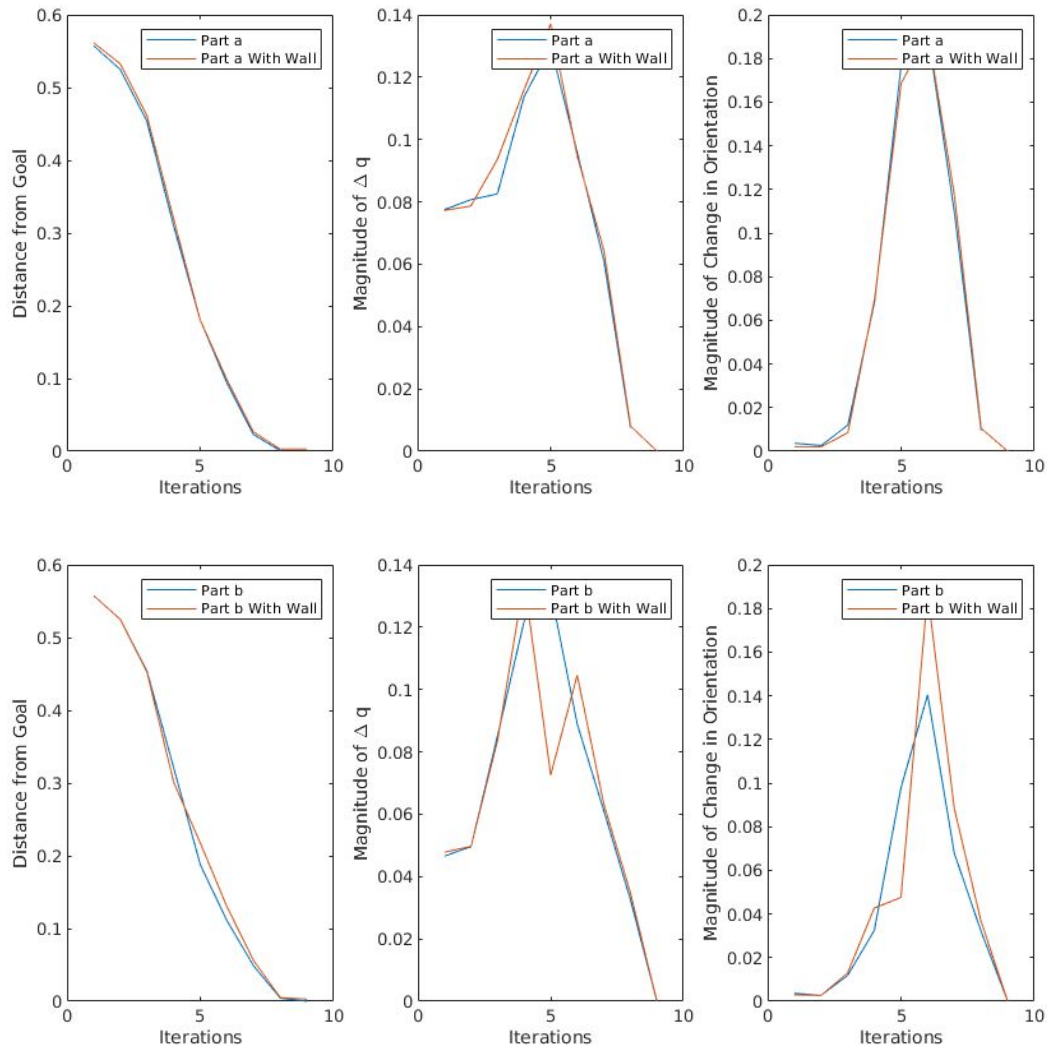 0.6
0.5
0.4
0.3
0.2
0.1
0
Distance from Goal
Part a
Part a With Wall
0 5 10
Iterations
0.14
0.12
0.1
0.08
0.06
0.04
0.02
0
Magnitude of Δ q
Part a
Part a With Wall
0 5 10
Iterations
0.2
0.18
0.16
0.14
0.12
0.1
0.08
0.06
0.04
0.02
0
Magnitude of Change in Orientation
Part a
Part a With Wall
0 5 10
Iterations
0.6
0.5
0.4
0.3
0.2
0.1
0
Distance from Goal
Part b
Part b With Wall
0 5 10
Iterations
0.14
0.12
0.1
0.08
0.06
0.04
0.02
0
Magnitude of Δ q
Part b
Part b With Wall
0 5 10
Iterations
0.2
0.18
0.16
0.14
0.12
0.1
0.08
0.06
0.04
0.02
0
Magnitude of Change in Orientation
Part b
Part b With Wall
0 5 10
Iterations